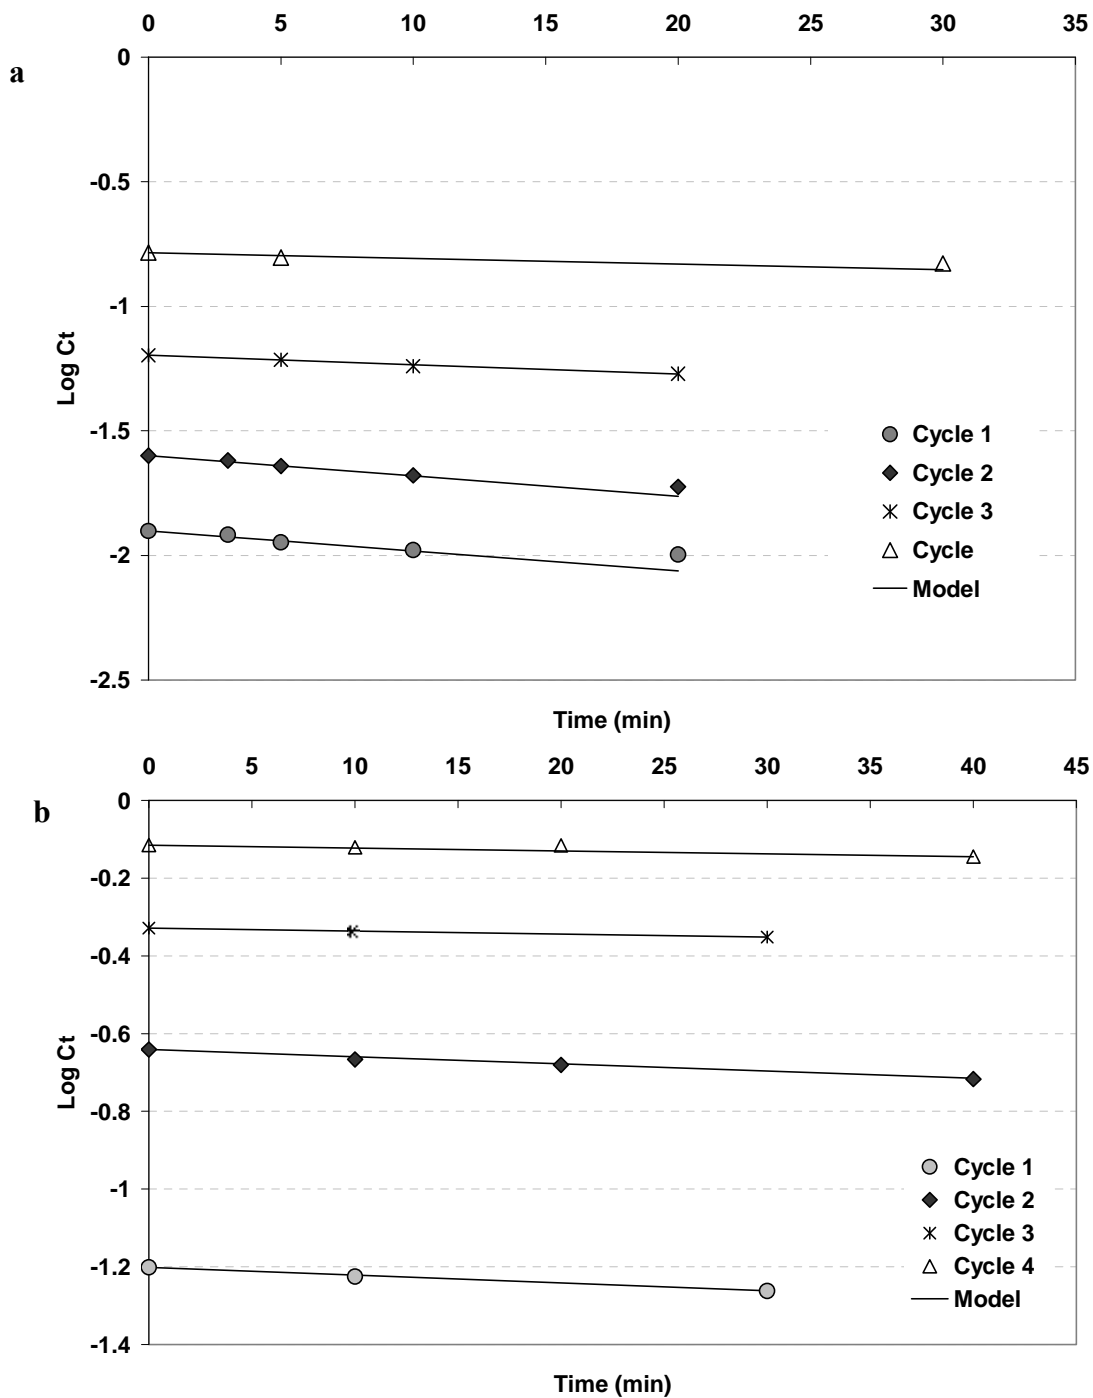 0 5 10 15 20 25 30 35
0
a
-0.5
-1
Log Ct
-1.5
Cycle 1
Cycle 2
Cycle 3
Cycle
Model
-2
-2.5
Time (min)
0 5 10 15 20 25 30 35 40 45
0
b
-0.2
-0.4
-0.6
Log Ct
-0.8
-1
Cycle 1
Cycle 2
Cycle 3
Cycle 4
Model
-1.2
-1.4
Time (min)